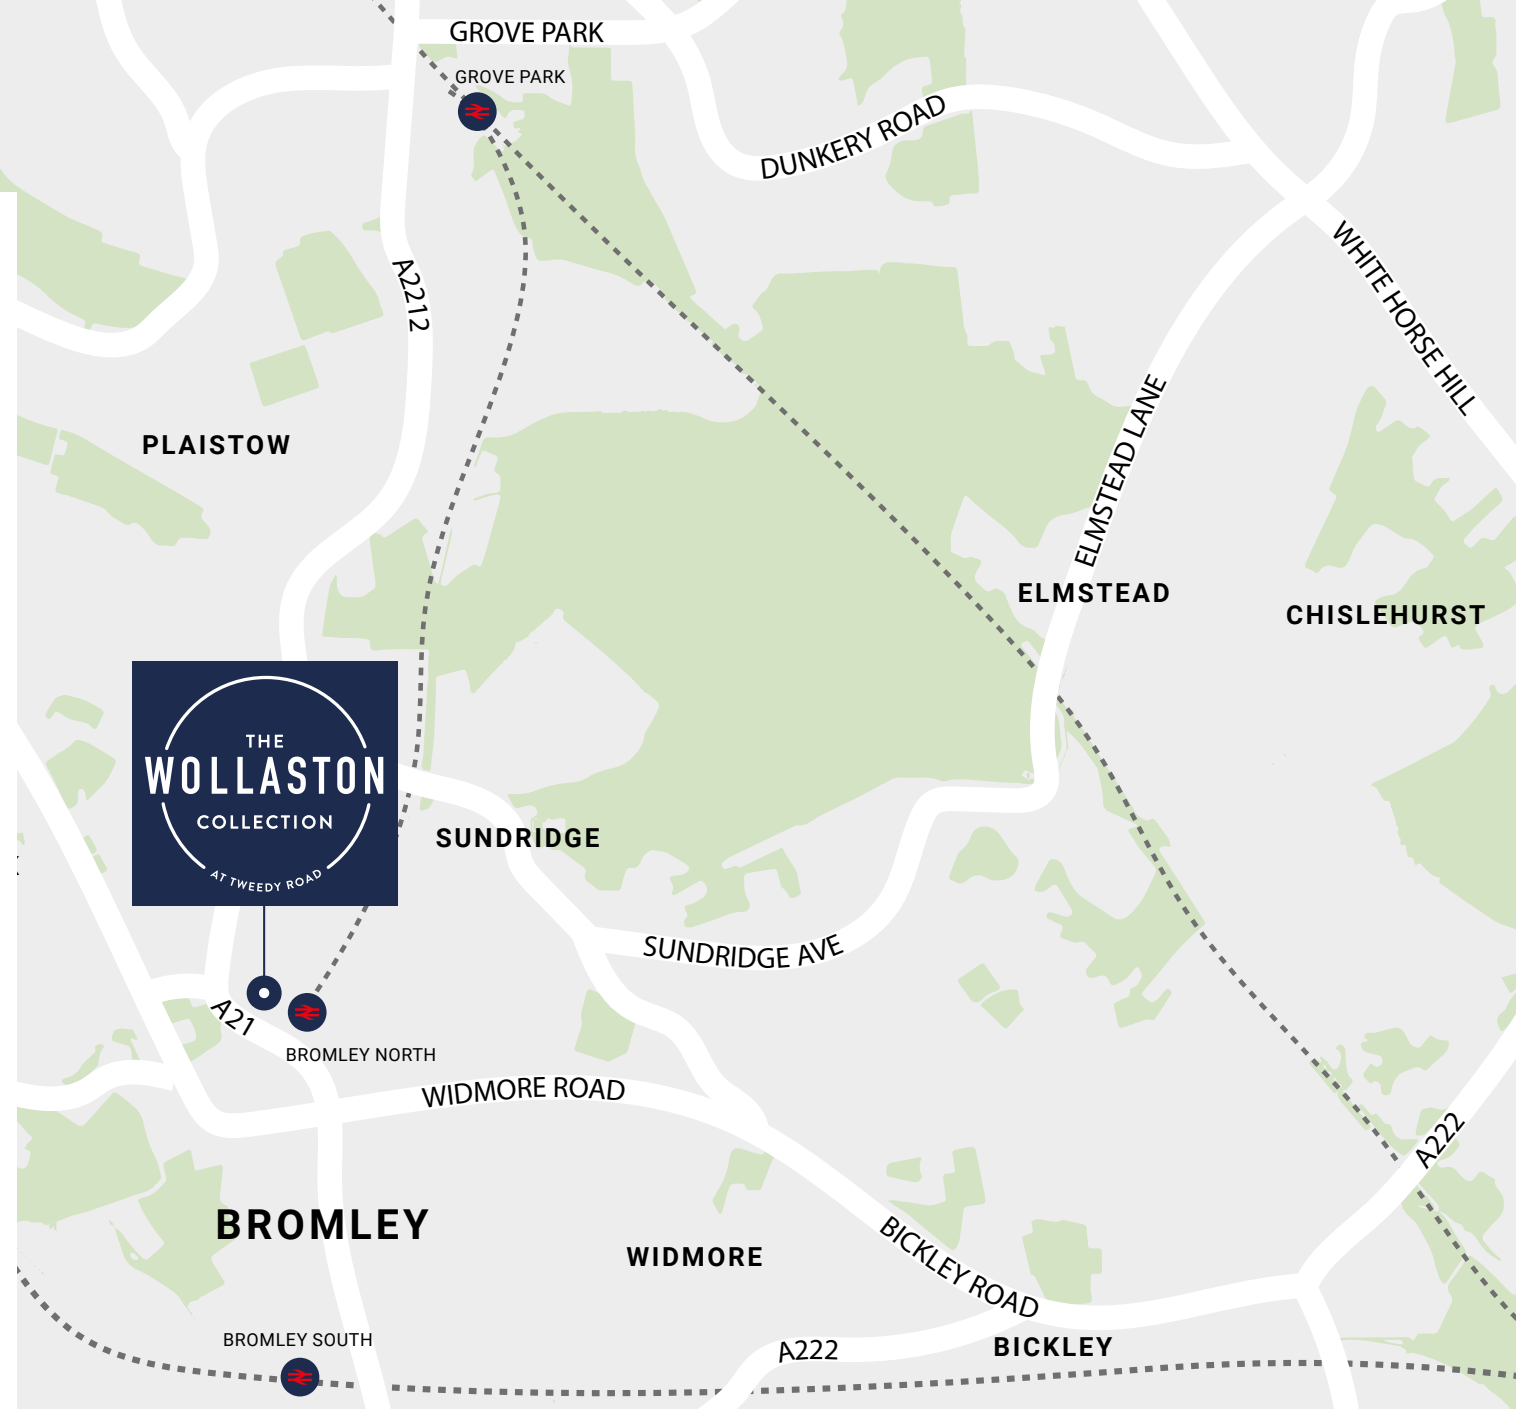 GROVE PARK
GROVE PARK
DUNKERY ROAD
WHITE HORSE HILL
A2212
ELMSTEAD LANE
PLAISTOW
ELMSTEAD
CHISLEHURST
THE
WOLLASTON
COLLECTION
AT TWEEDY ROAD
SUNDRIDGE
SUNDRIDGE AVE
A21
BROMLEY NORTH
WIDMORE ROAD
A222
BROMLEY
WIDMORE
BICKLEY ROAD
BROMLEY SOUTH
A222
BICKLEY